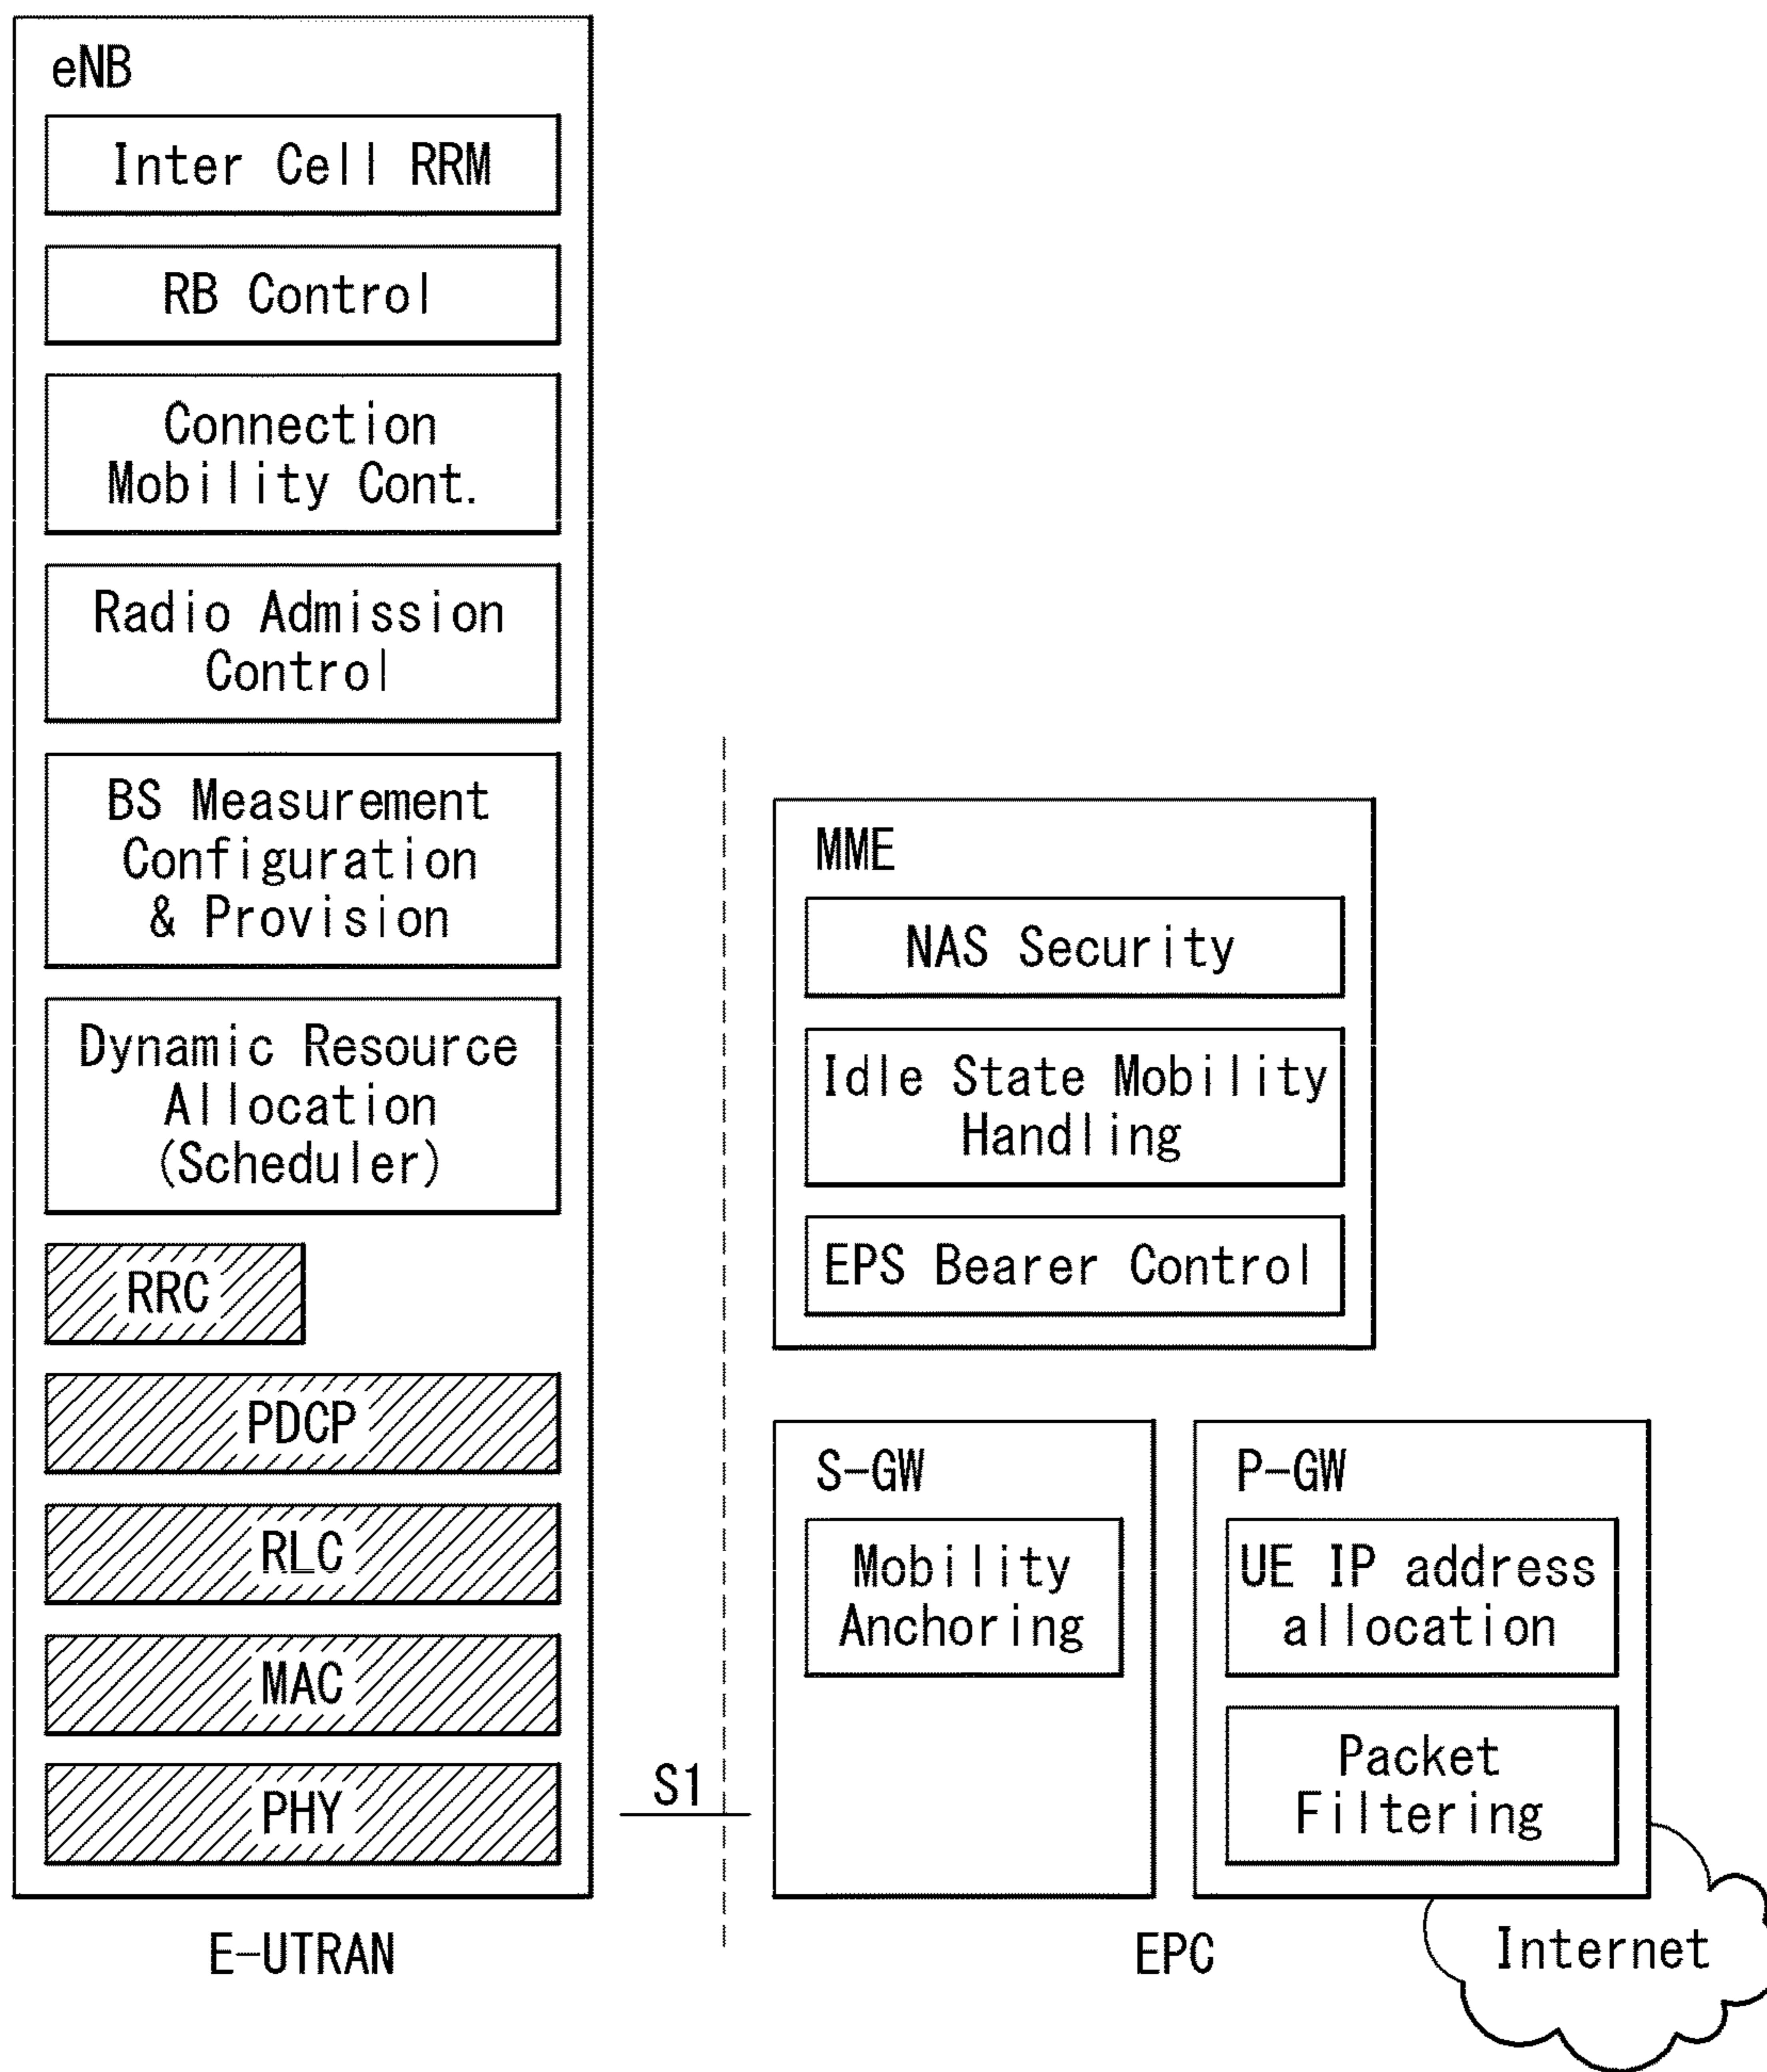 eNB
Inter Cell RRM
RB Control
Connection
Mobility Cont.
Radio Admission
Control
BS Measurement
Configuration
& Provision
Dynamic Resource
Allocation
(Scheduler)
RRC
PDCP
RLC
MAC
PHY
E-UTRAN
S1
MME
NAS Security
Idle State Mobility
Handling
EPS Bearer Control
S-GW
Mobility
Anchoring
P-GW
UE IP address
allocation
Packet
Filtering
EPC
Internet